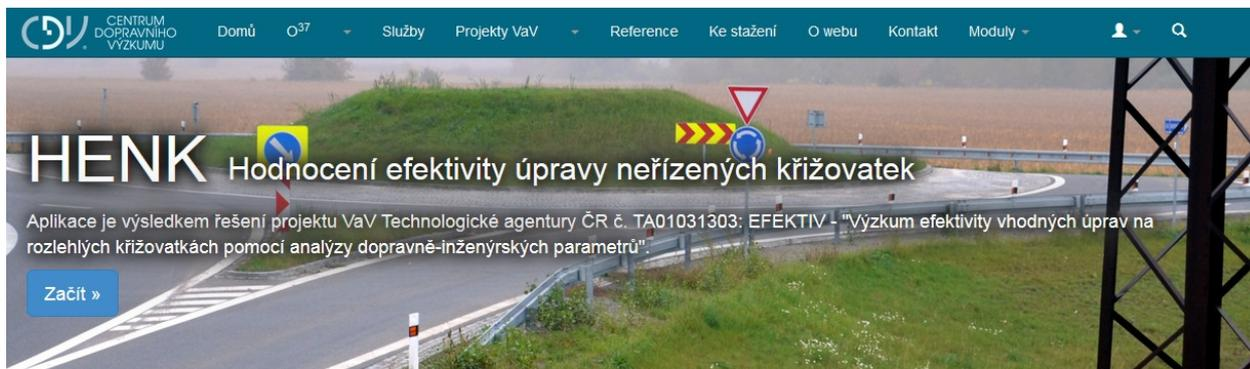 CENTRUM
DOPRAVNÍHO
VÝZKUMU
Domů O37 Služby Projekty VaV Reference Ke stažení O webu Kontakt Moduly
HENK Hodnocení efektivity úpravy neřízených křižovatek
Aplikace je výsledkem řešení projektu VaV Technologické agentury ČR č. TA01031303: EFEKTIV - "Výzkum efektivity vhodných úprav na
rozlehlých křižovatkách pomocí analýzy dopravně-inženýrských parametrů".
Začít »